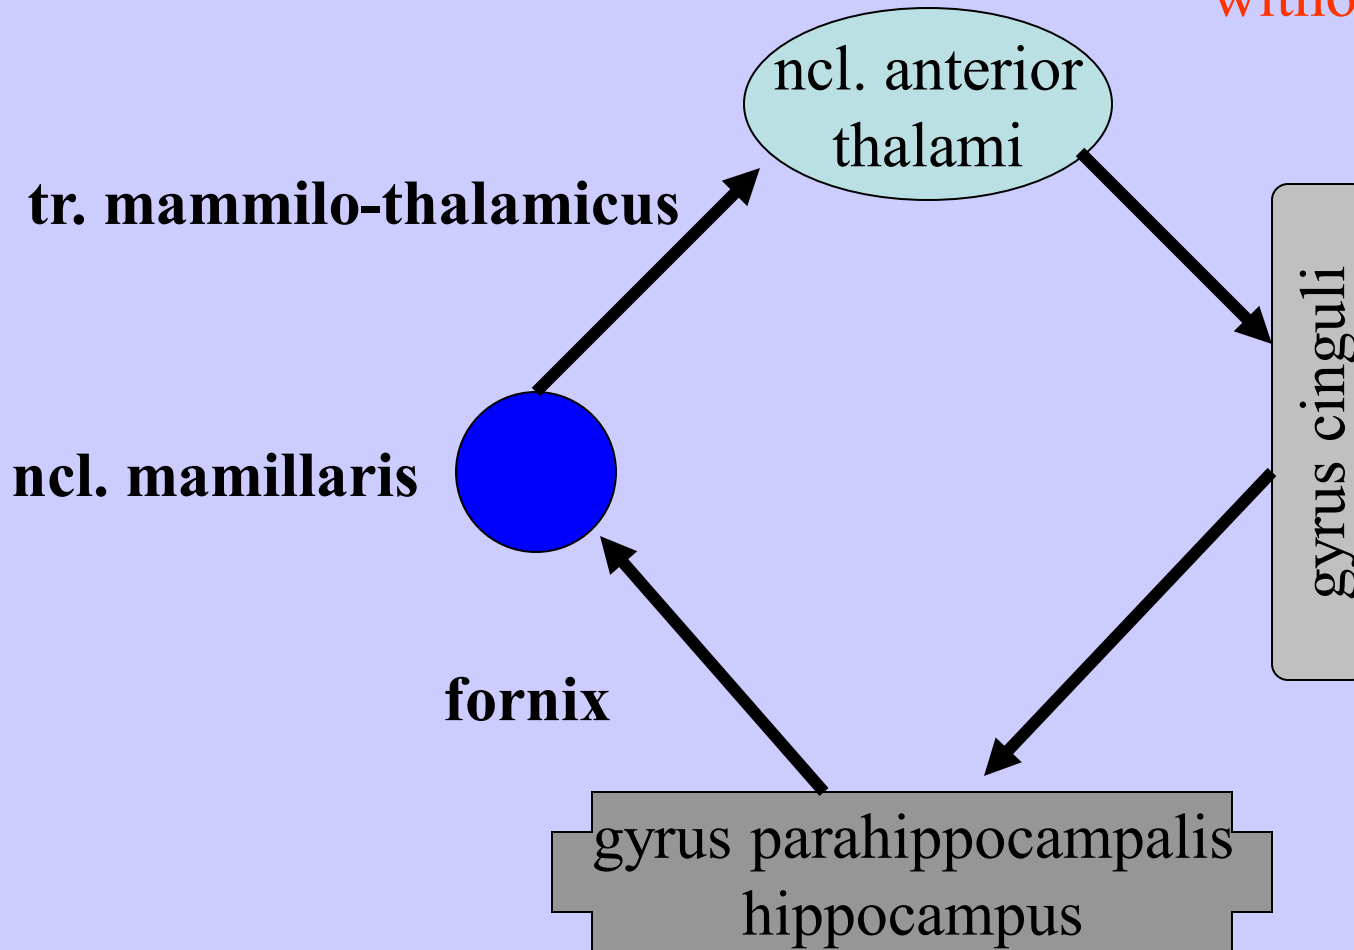 ncl. anterior
thalami
tr. mammilo-thalamicus
gyrus cinguli
ncl. mamillaris
fornix
gyrus parahippocampalis
hippocampus